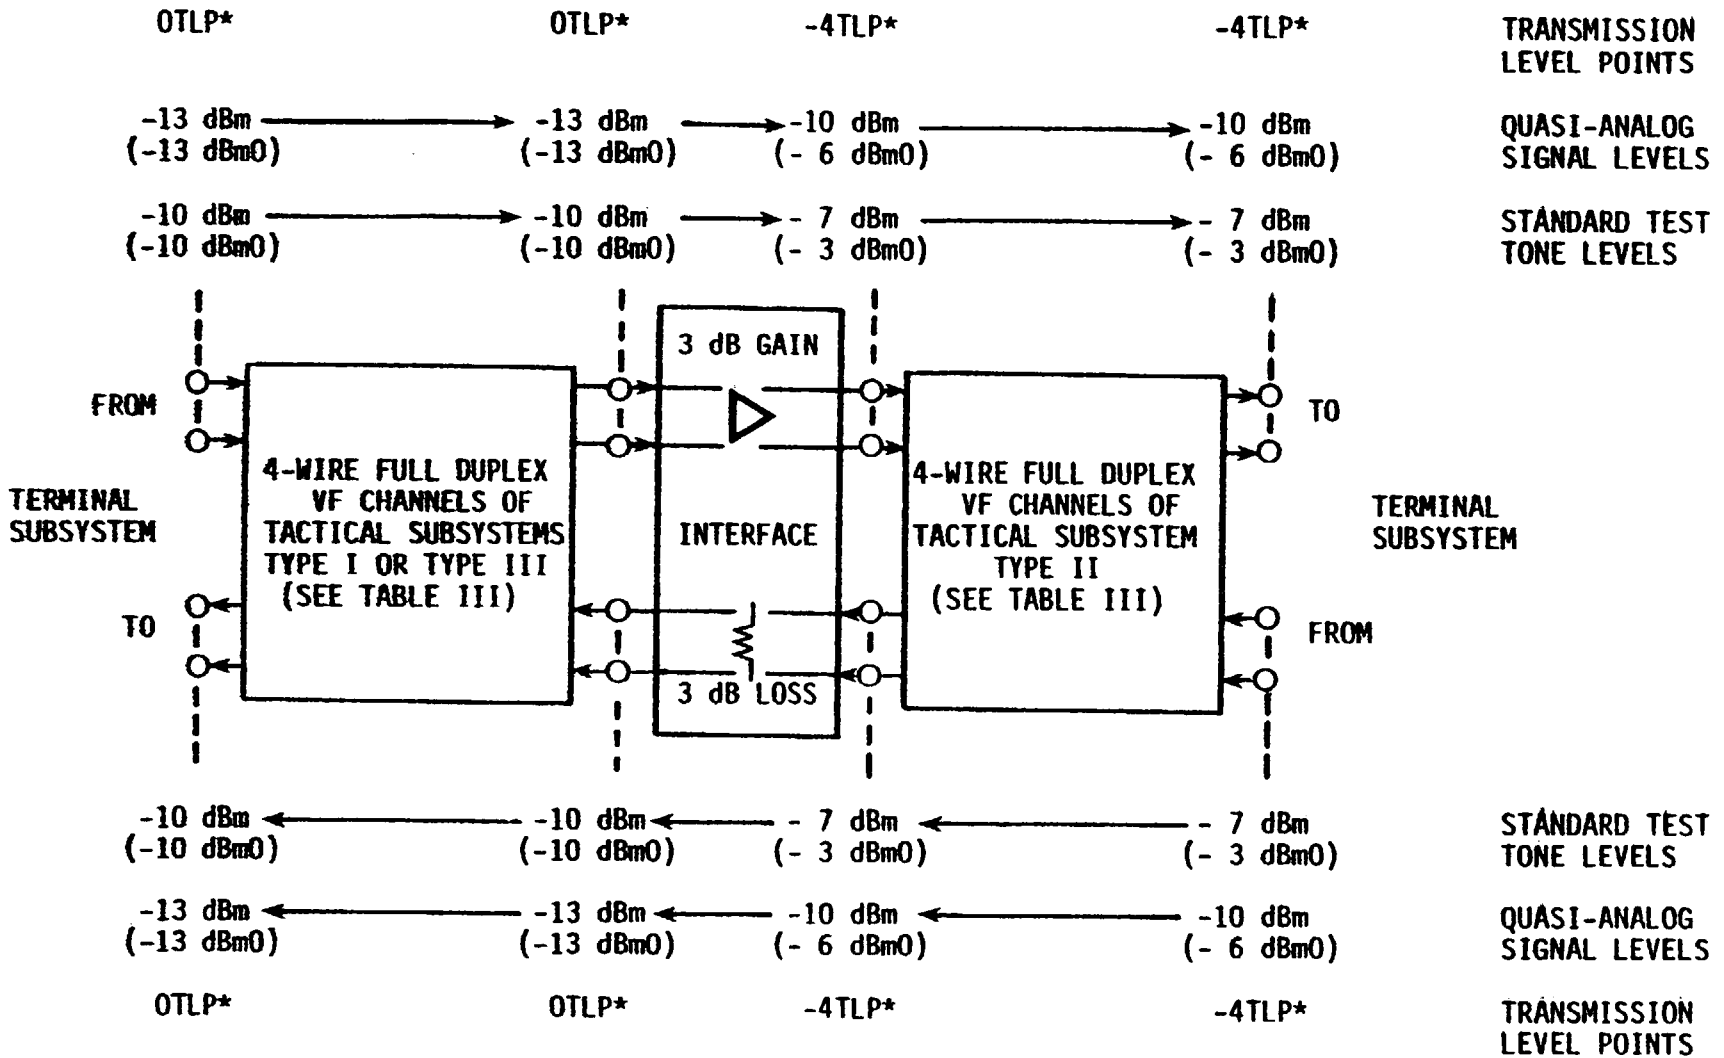 0TLP* 0TLP* -4TLP* -4TLP* TRANSMISSION
LEVEL POINTS
-13 dBm -13 dBm -10 dBm -10 dBm QUASI-ANALOG
(-13 dBm0) (-13 dBm0) (- 6 dBm0) (- 6 dBm0) SIGNAL LEVELS
-10 dBm -10 dBm - 7 dBm - 7 dBm STANDARD TEST
(-10 dBm0) (-10 dBm0) (- 3 dBm0) (- 3 dBm0) TONE LEVELS
3 dB GAIN
FROM
TO
TERMINAL
SUBSYSTEM
4-WIRE FULL DUPLEX
VF CHANNELS OF
TACTICAL SUBSYSTEMS
TYPE I OR TYPE III
(SEE TABLE III)
INTERFACE
4-WIRE FULL DUPLEX
VF CHANNELS OF
TACTICAL SUBSYSTEM
TYPE II
(SEE TABLE III)
TERMINAL
SUBSYSTEM
TO
FROM
3 dB LOSS
-10 dBm -10 dBm - 7 dBm - 7 dBm STANDARD TEST
(-10 dBm0) (-10 dBm0) (- 3 dBm0) (- 3 dBm0) TONE LEVELS
-13 dBm -13 dBm -10 dBm -10 dBm QUASI-ANALOG
(-13 dBm0) (-13 dBm0) (- 6 dBm0) (- 6 dBm0) SIGNAL LEVELS
0TLP* 0TLP* -4TLP* -4TLP* TRANSMISSION
LEVEL POINTS